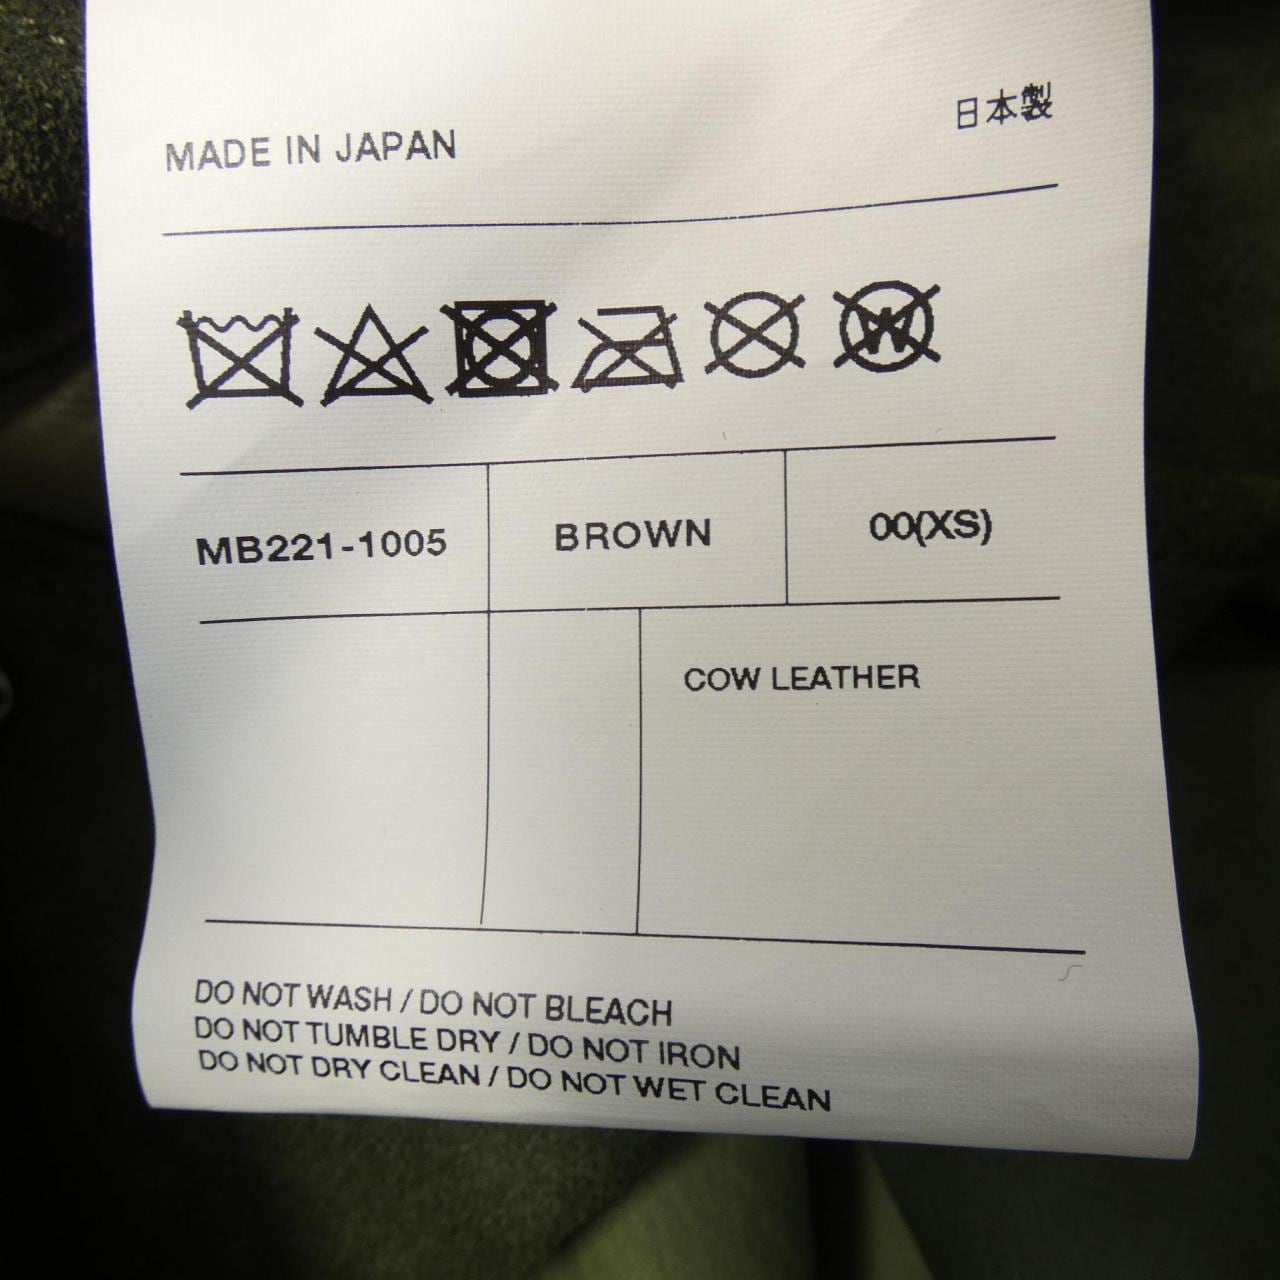 MADE IN JAPAN
日本製
W
MB221-1005
BROWN
00(XS)
COW LEATHER
DO NOT WASH / DO NOT BLEACH
DO NOT TUMBLE DRY / DO NOT IRON
DO NOT DRY CLEAN / DO NOT WET CLEAN